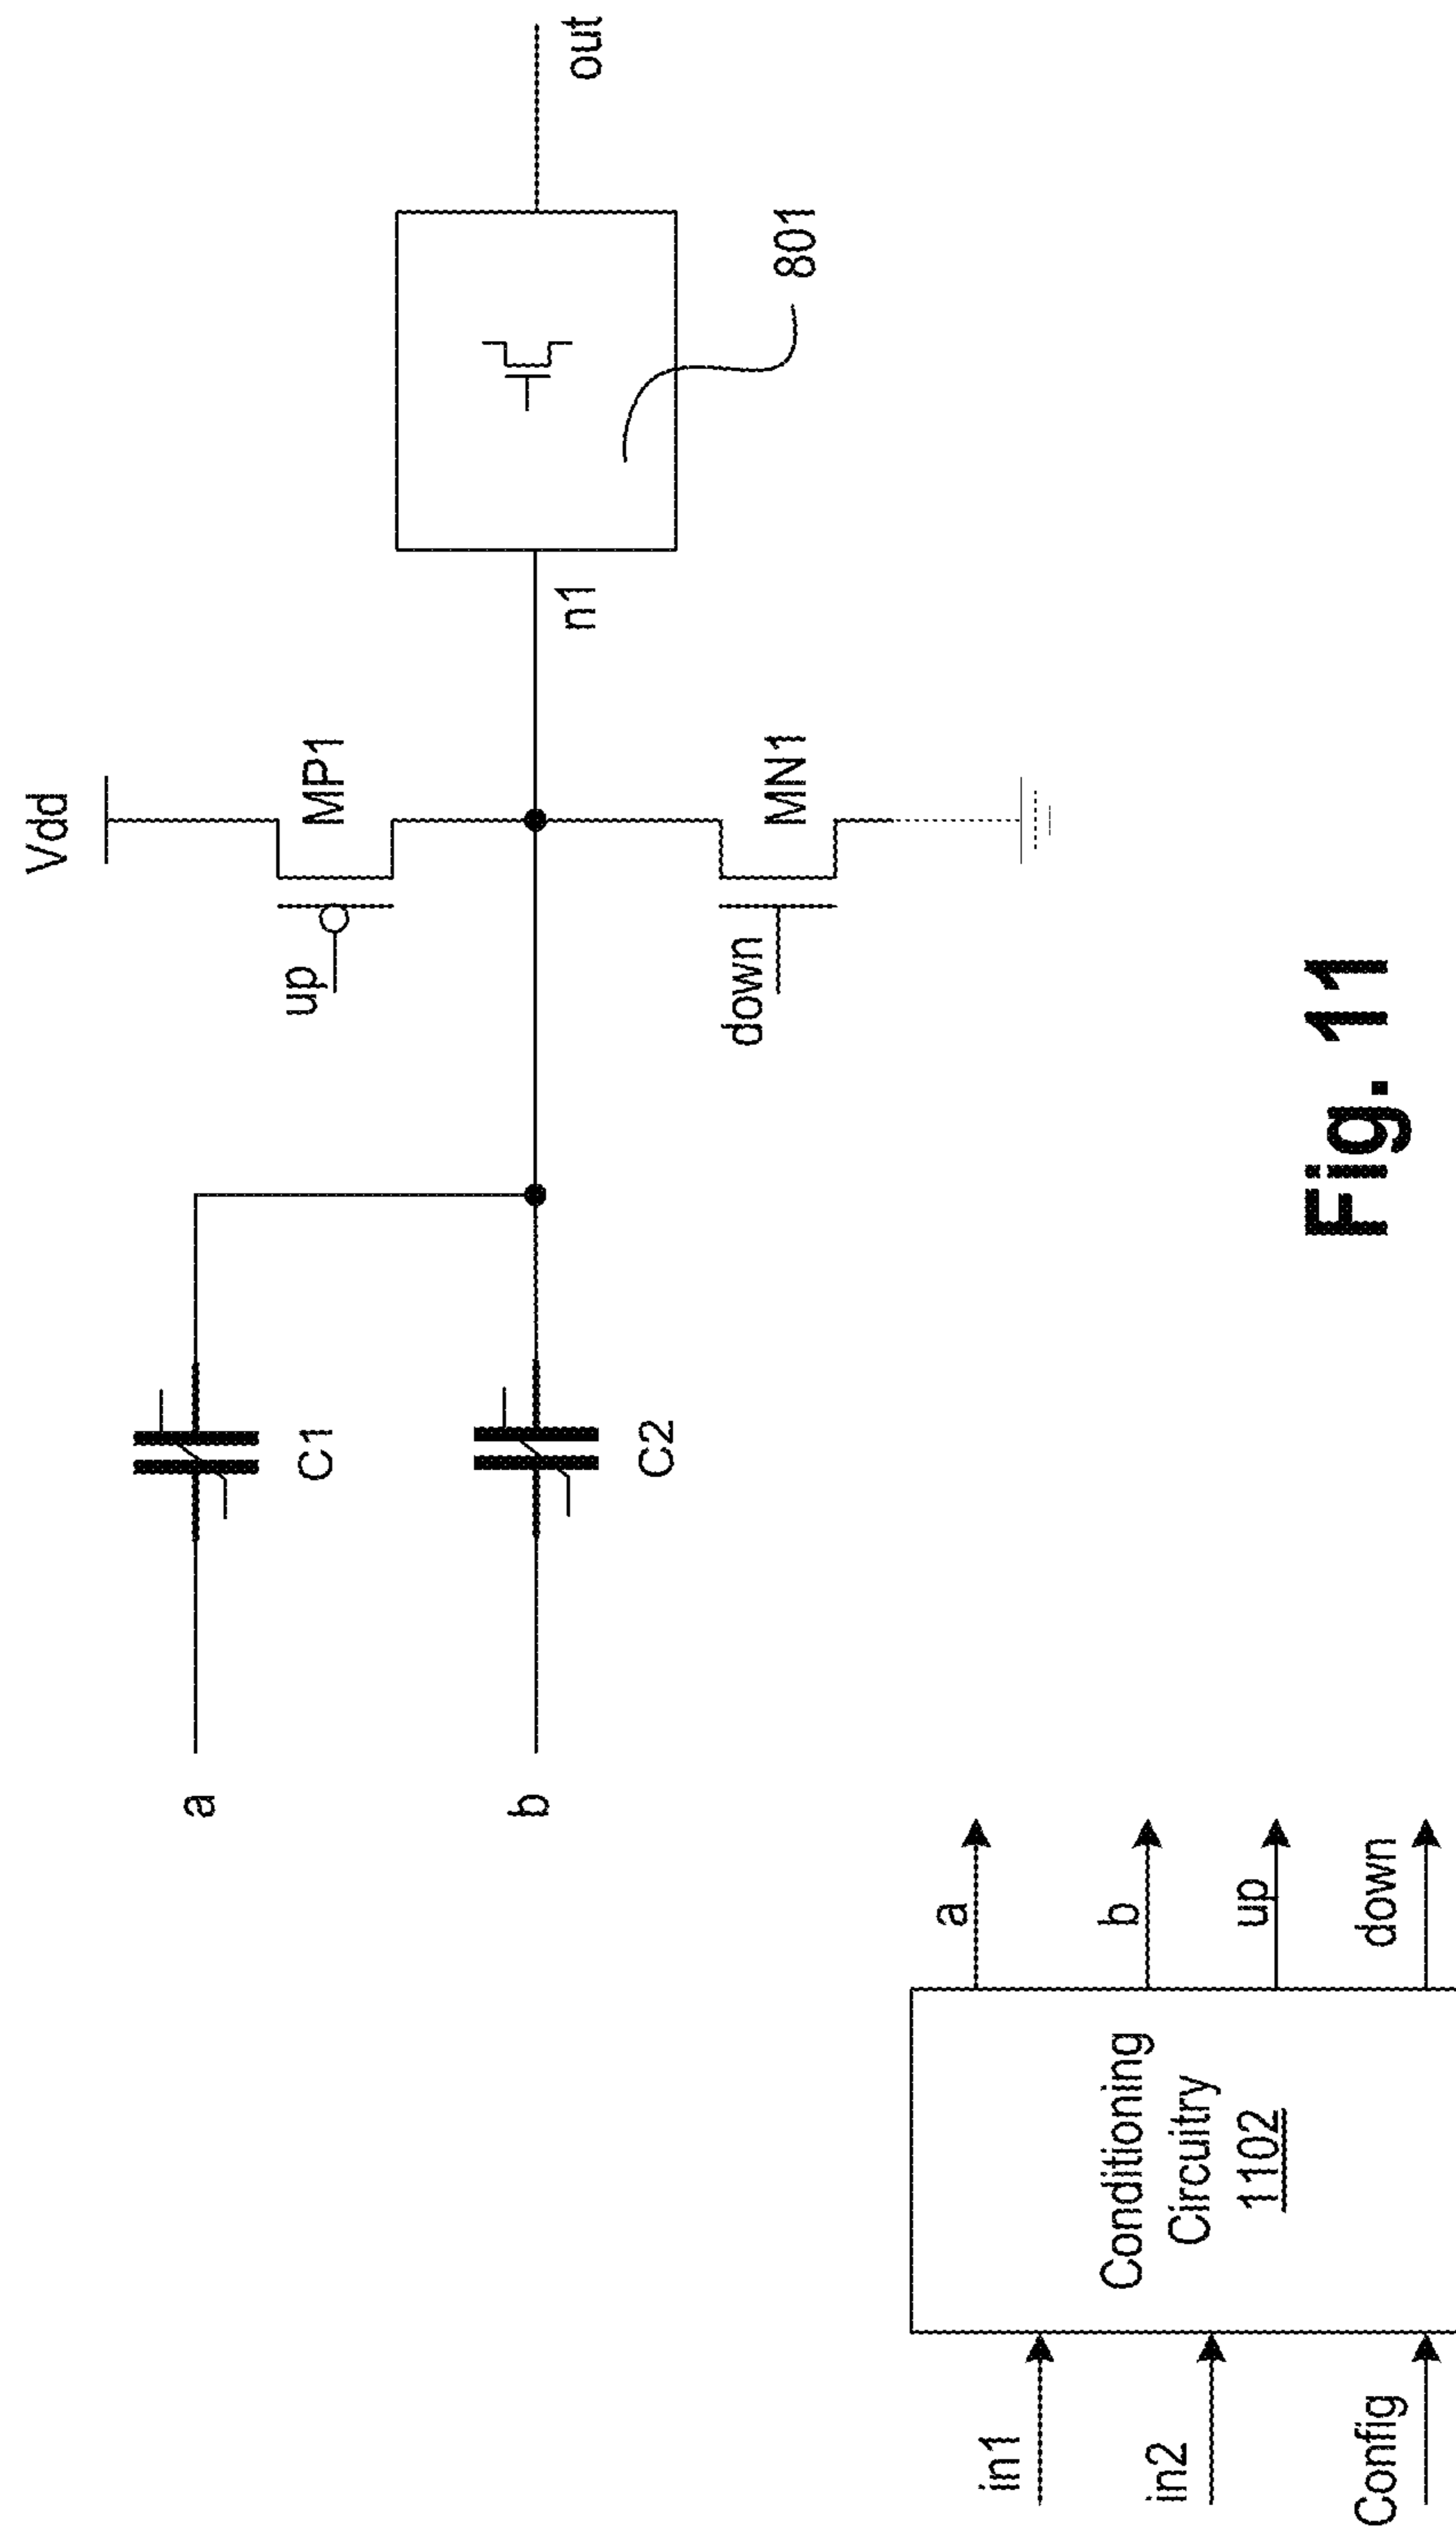 Vdd
a
C1
up
MP1
b
C2
n1
out
down
MN1
801
in1
in2
Config
Conditioning
Circuitry
1102
a
b
up
down
Fig. 11